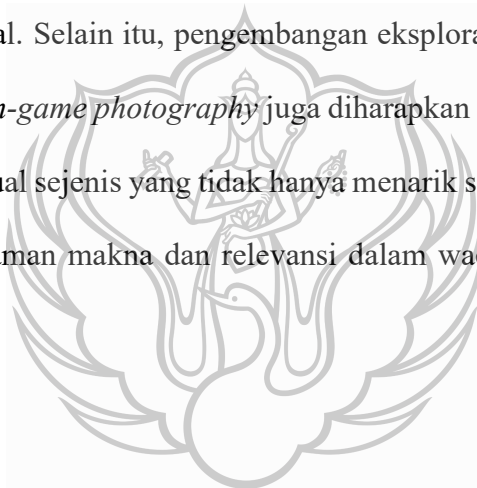 al. Selain itu, pengembangan eksplora
n-game photography juga diharapkan
ual sejenis yang tidak hanya menarik s
man makna dan relevansi dalam wa